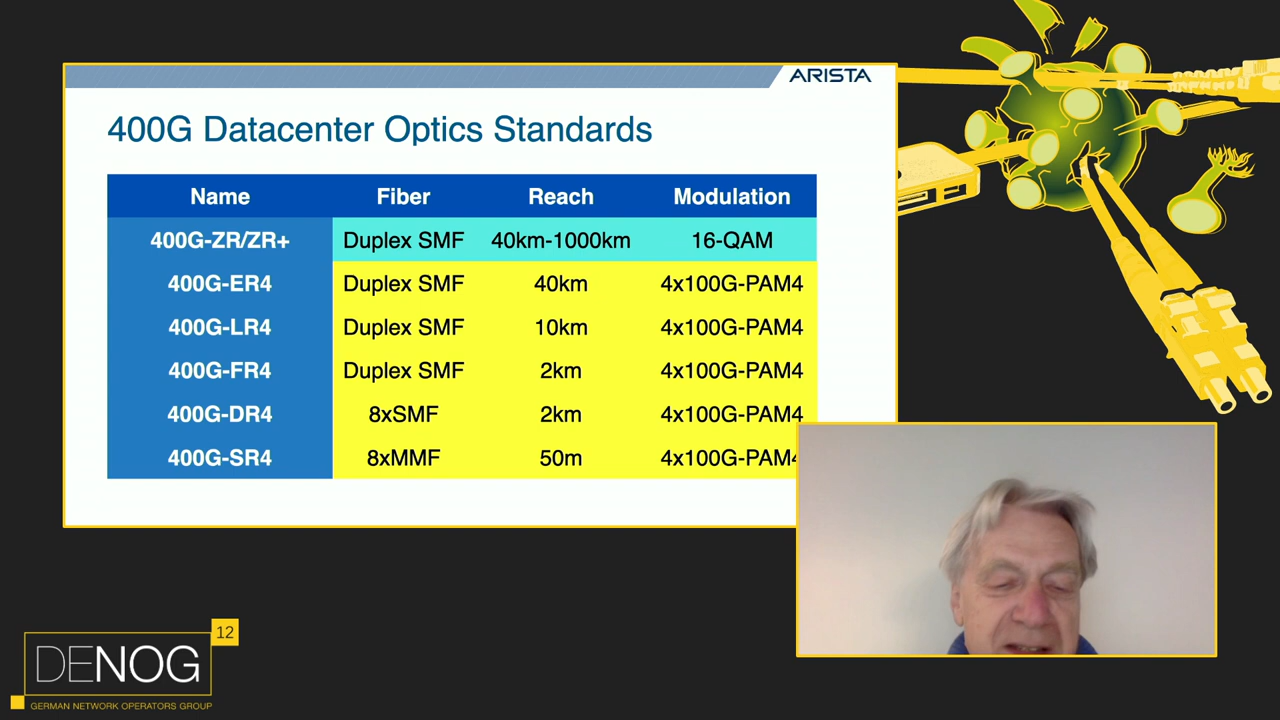 ARISTA
400G Datacenter Optics Standards
Name Fiber Reach Modulation
400G-ZR/ZR+ Duplex SMF 40km-1000km 16-QAM
400G-ER4 Duplex SMF 40km 4x100G-PAM4
400G-LR4 Duplex SMF 10km 4x100G-PAM4
400G-FR4 Duplex SMF 2km 4x100G-PAM4
400G-DR4 8xSMF 2km 4x100G-PAM4
400G-SR4 8xMMF 50m 4x100G-PAM4
12
DENOG
GERMAN NETWORK OPERATORS GROUP